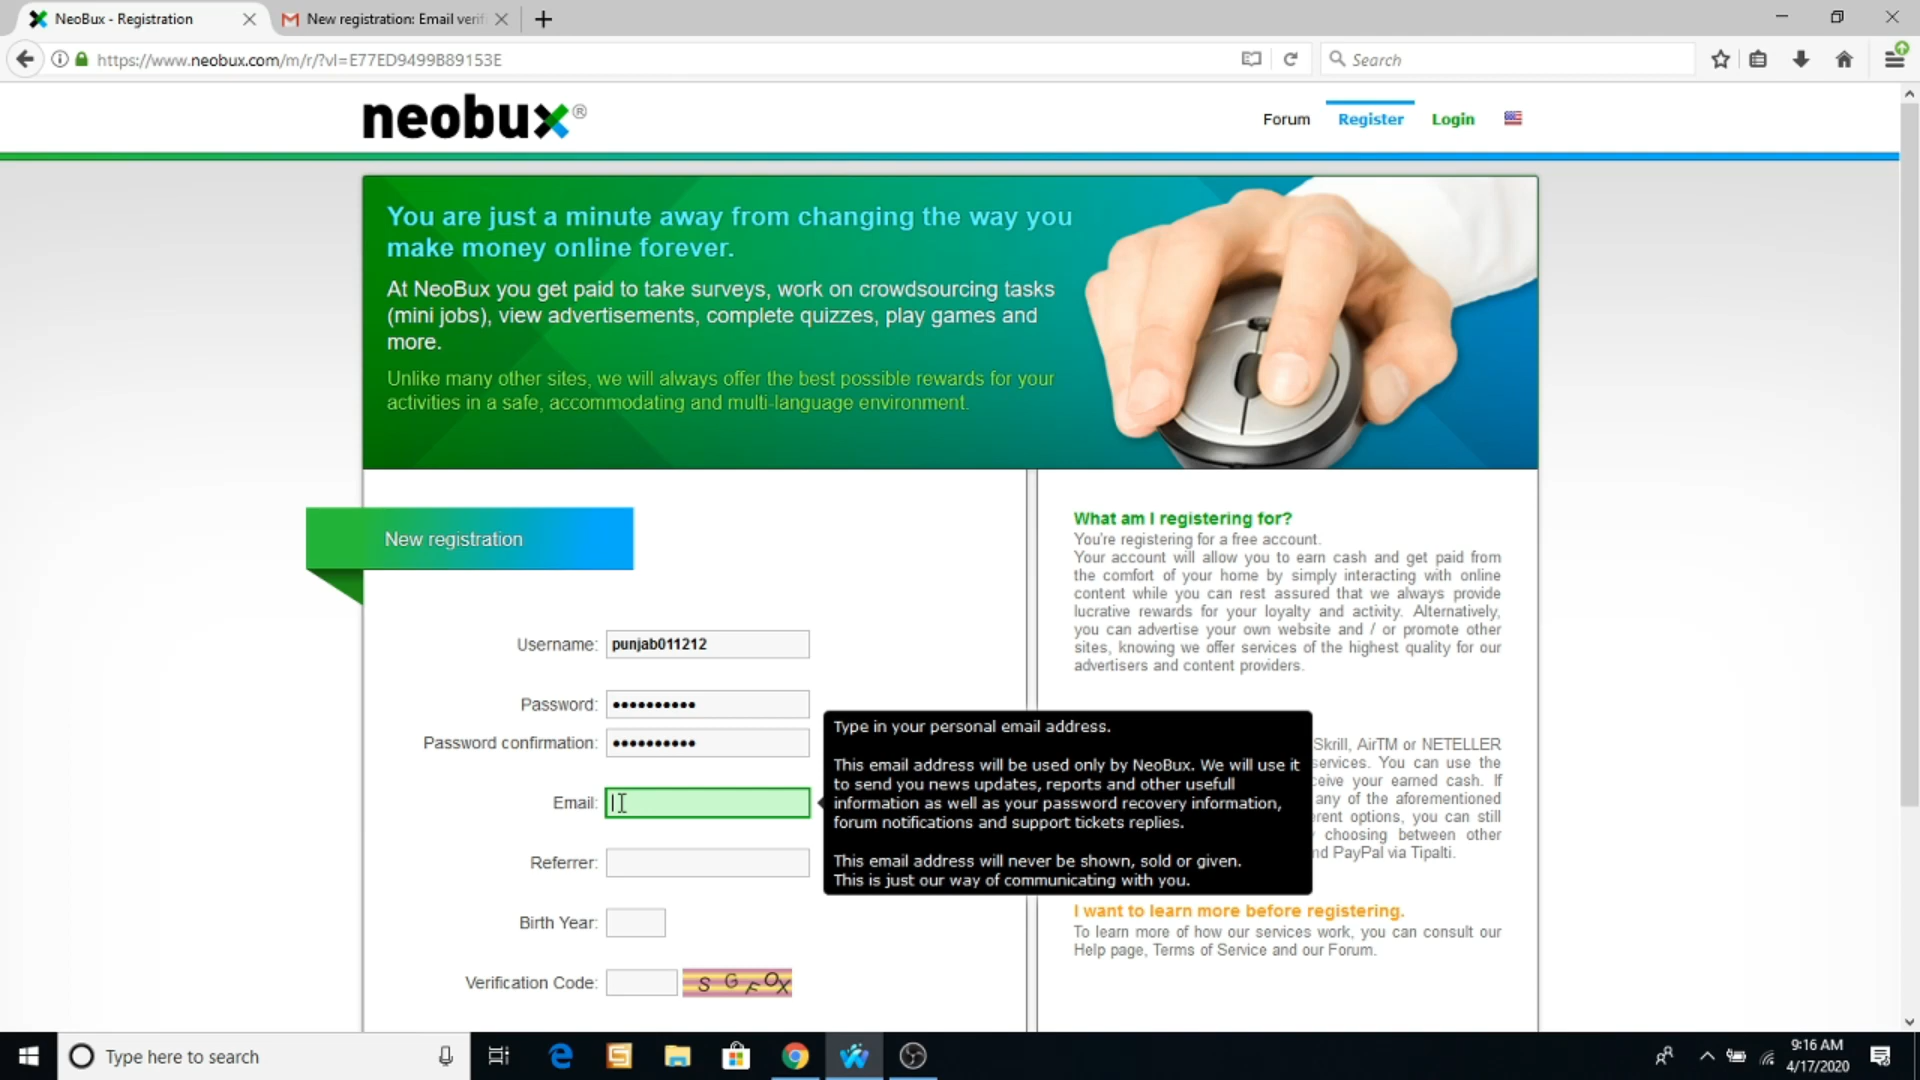 NeoBux - Registration
New registration: Email verif
https://www.neobux.com/m/r/?vl=E77ED9499B89153E
Search
neobux®
Forum
Register
Login
You are just a minute away from changing the way you
make money online forever.
At NeoBux you get paid to take surveys, work on crowdsourcing tasks
(mini jobs), view advertisements, complete quizzes, play games and
more.
Unlike many other sites, we will always offer the best possible rewards for your
activities in a safe, accommodating and multi-language environment.
New registration
Username: punjab011212
Password: ••••••••••
Password confirmation: ••••••••••
Email:
Referrer:
Birth Year:
Verification Code: S G F O X
Type in your personal email address.
This email address will be used only by NeoBux. We will use it
to send you news updates, reports and other usefull
information as well as your password recovery information,
forum notifications and support tickets replies.
This email address will never be shown, sold or given.
This is just our way of communicating with you.
What am I registering for?
You're registering for a free account.
Your account will allow you to earn cash and get paid from
the comfort of your home by simply interacting with online
content while you can rest assured that we always provide
lucrative rewards for your loyalty and activity. Alternatively,
you can advertise your own website and / or promote other
sites, knowing we offer services of the highest quality for our
advertisers and content providers.
Skrill, AirTM or NETELLER
services. You can use the
eive your earned cash. If
any of the aforementioned
rent options, you can still
choosing between other
nd PayPal via Tipalti.
I want to learn more before registering.
To learn more of how our services work, you can consult our
Help page, Terms of Service and our Forum.
Type here to search
9:16 AM
4/17/2020